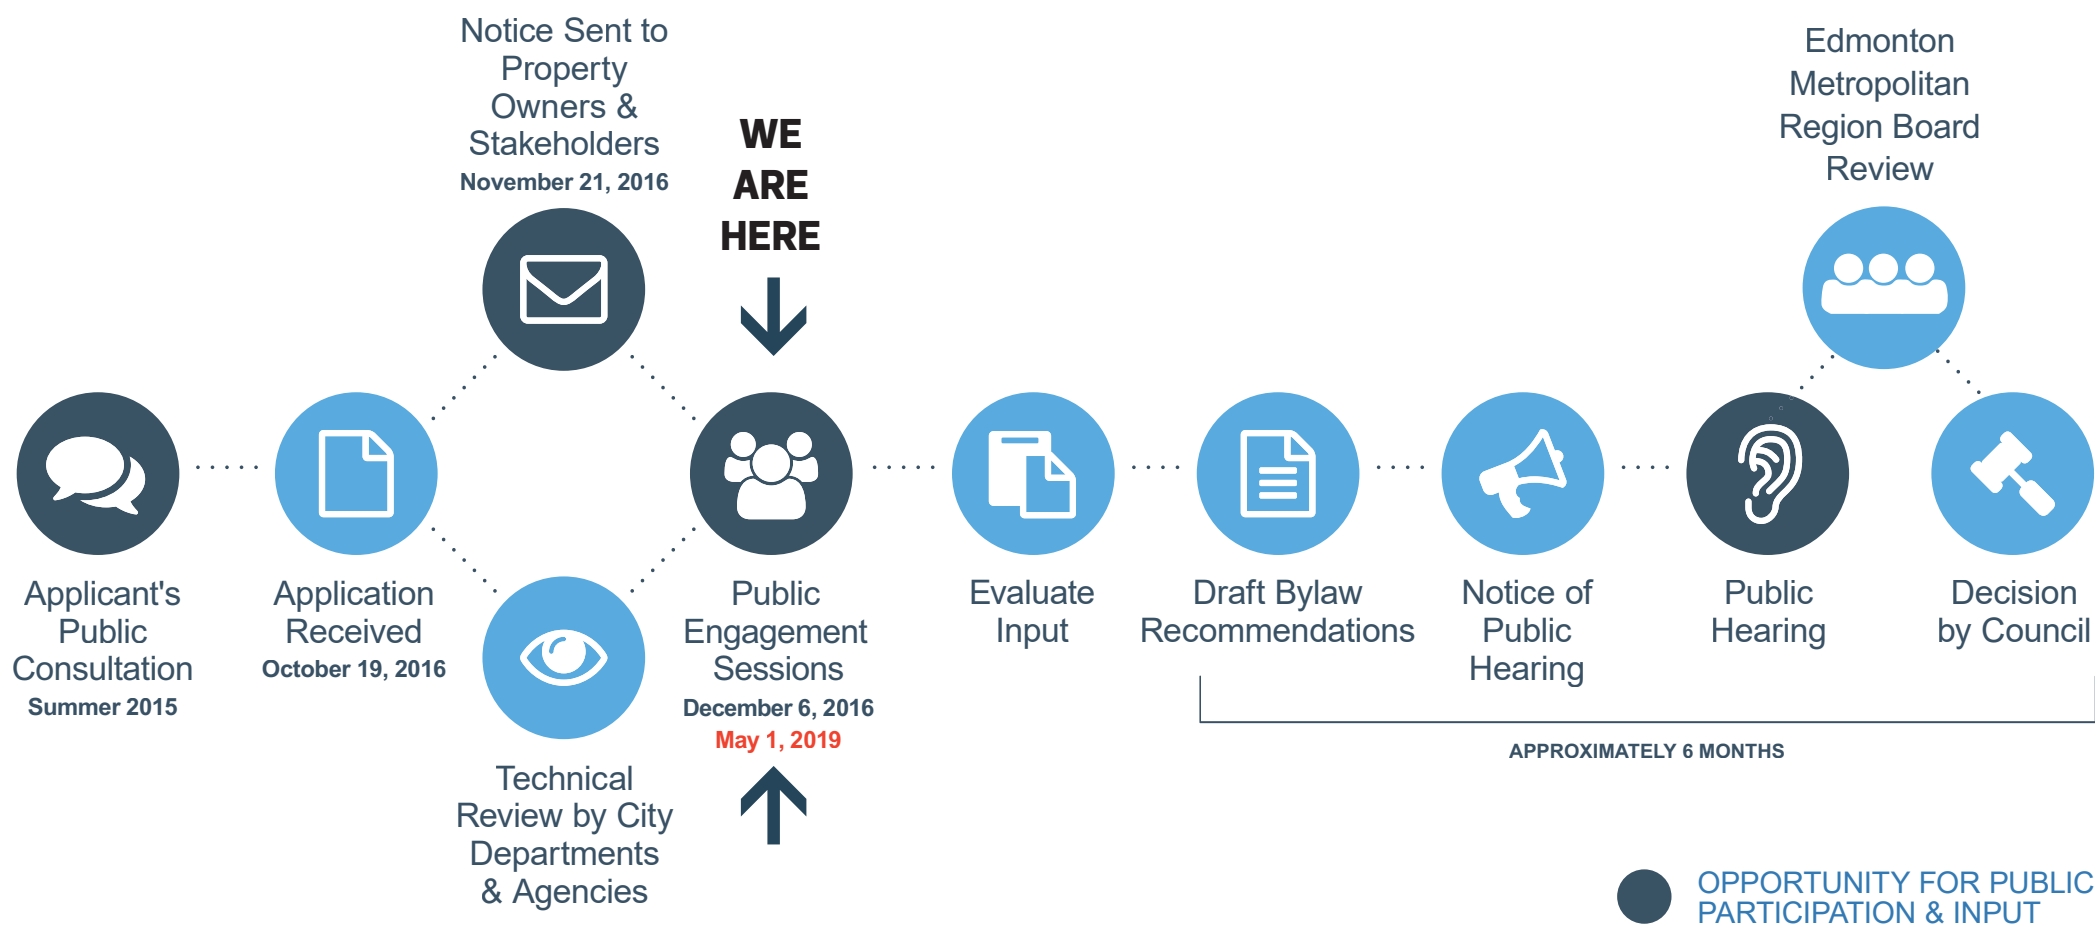 Notice Sent to
Property
Owners &
Stakeholders
November 21, 2016
WE
ARE
HERE
Edmonton
Metropolitan
Region Board
Review
Applicant's
Public
Consultation
Summer 2015
Application
Received
October 19, 2016
Technical
Review by City
Departments
& Agencies
Public
Engagement
Sessions
December 6, 2016
May 1, 2019
Evaluate
Input
Draft Bylaw
Recommendations
Notice of
Public
Hearing
Public
Hearing
Decision
by Council
APPROXIMATELY 6 MONTHS
OPPORTUNITY FOR PUBLIC
PARTICIPATION & INPUT